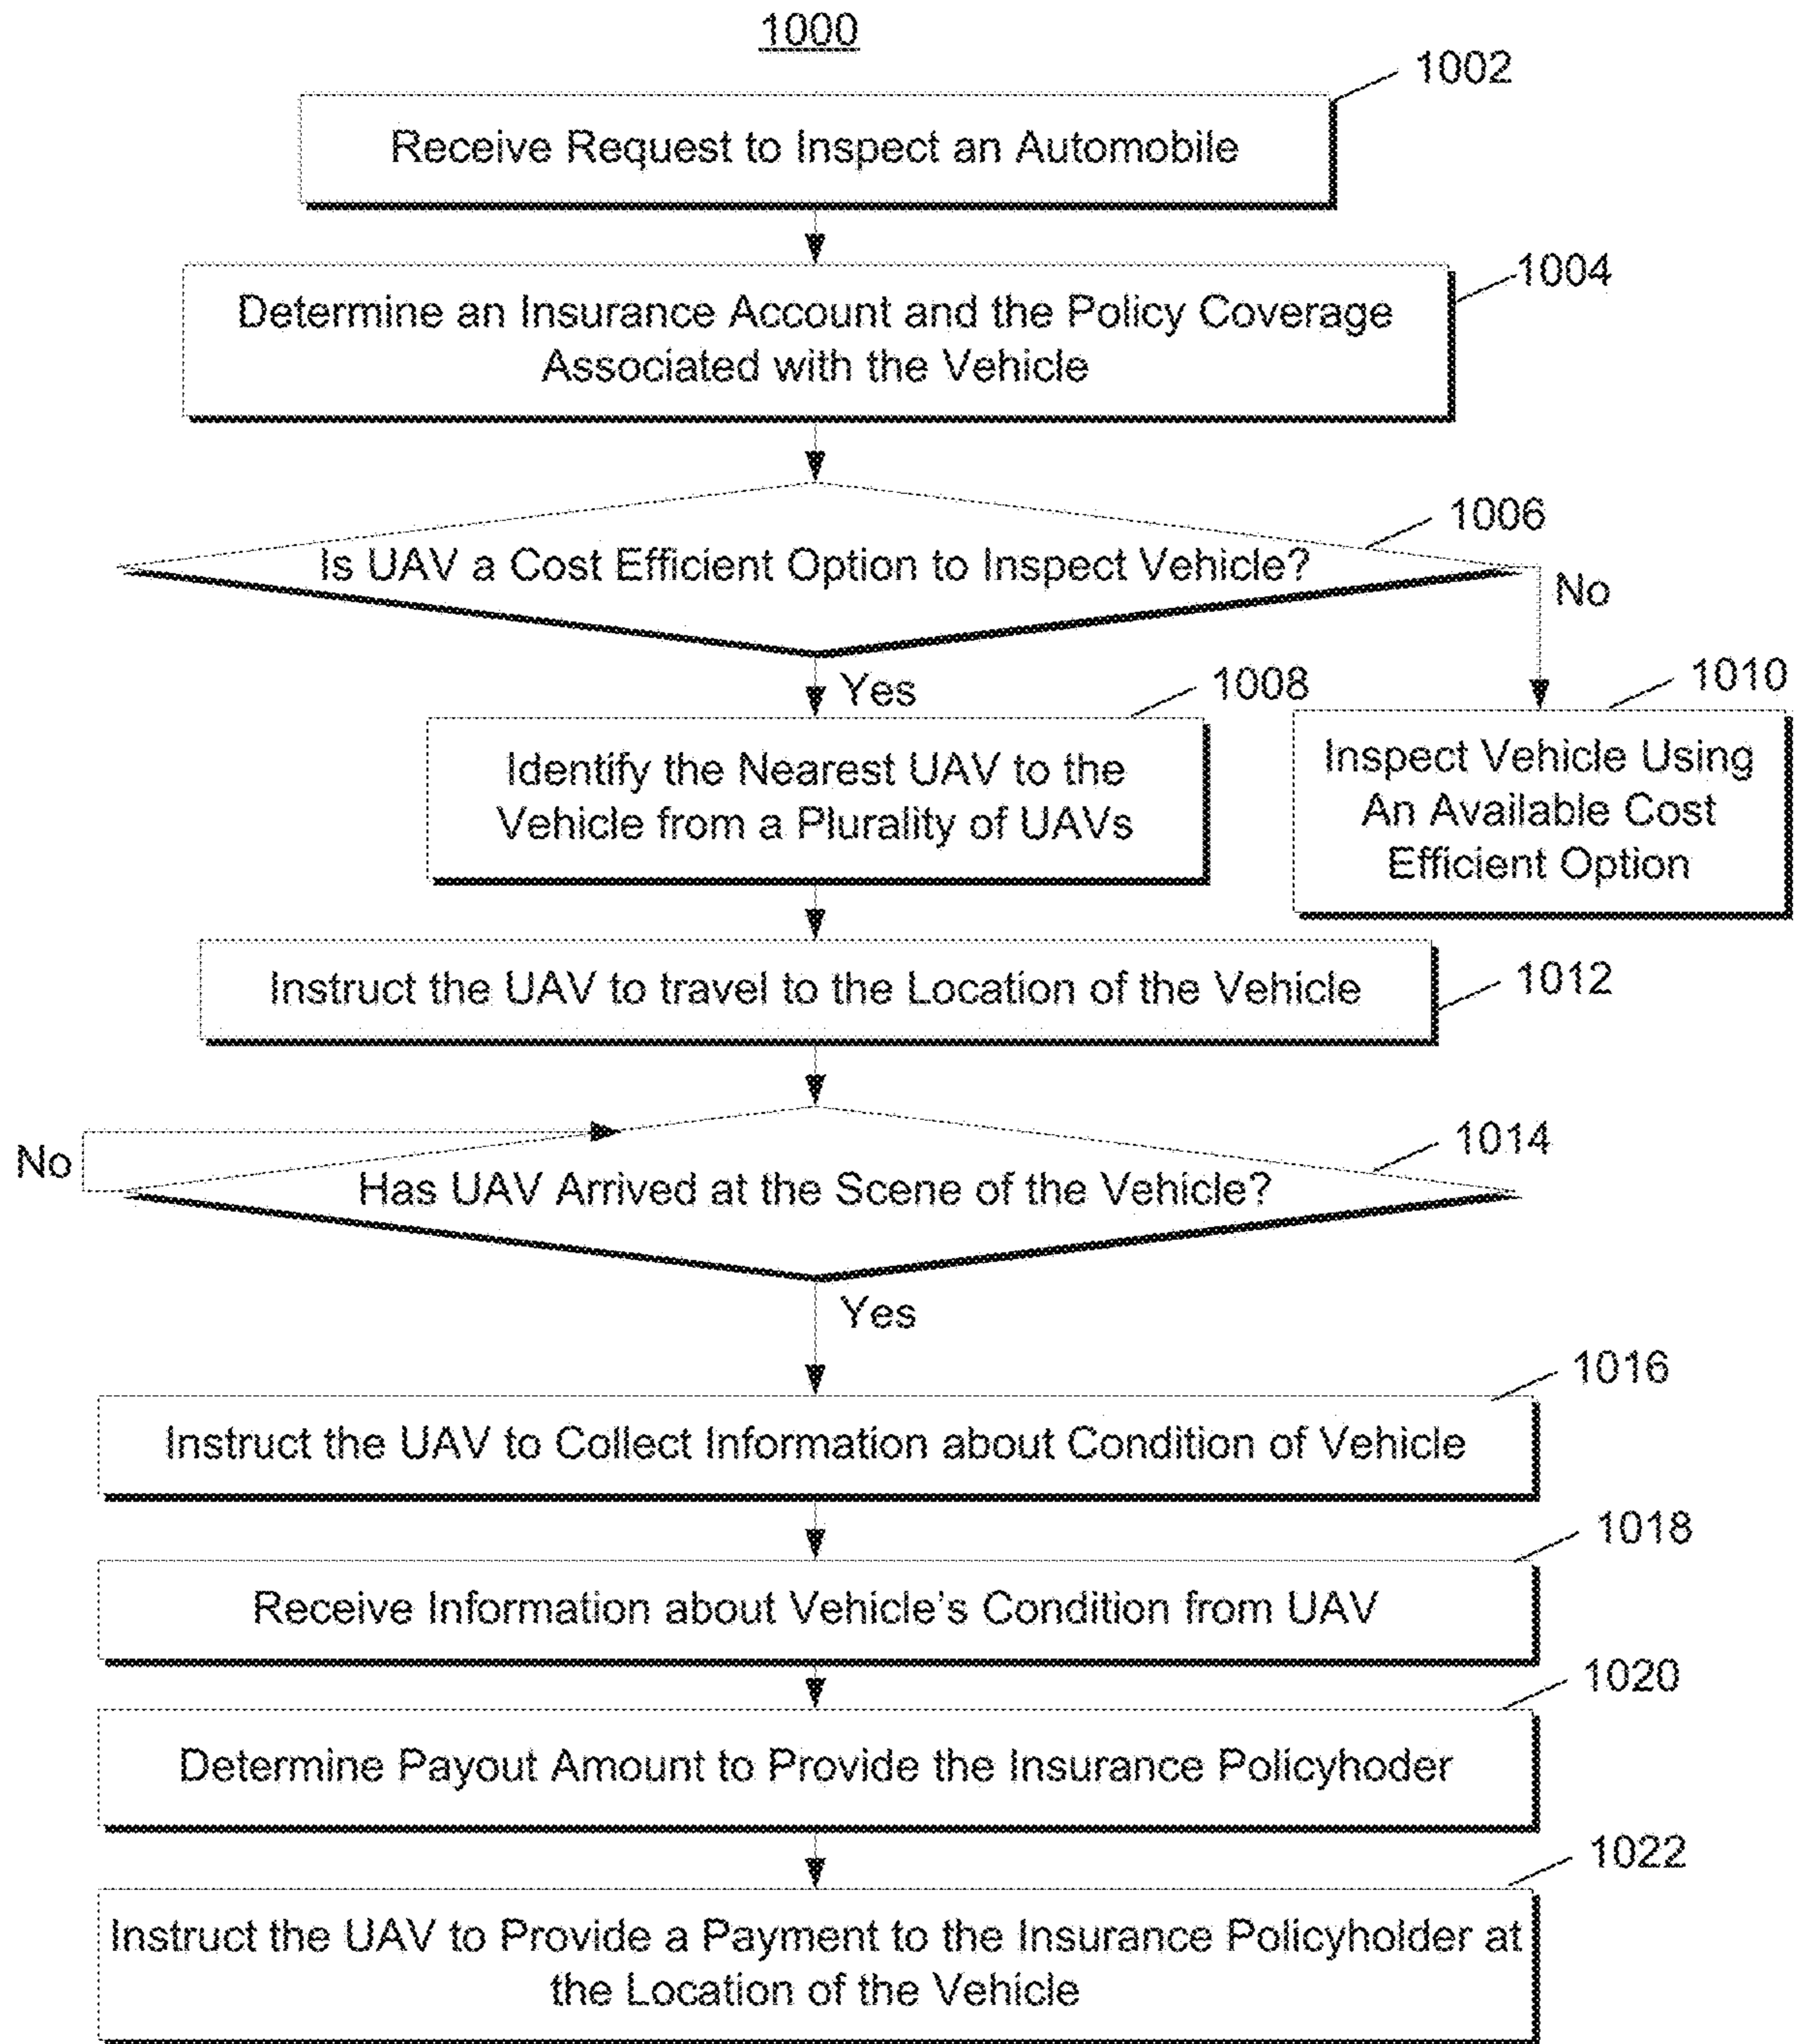 1000
1002
Receive Request to Inspect an Automobile
1004
Determine an Insurance Account and the Policy Coverage
Associated with the Vehicle
1006
Is UAV a Cost Efficient Option to Inspect Vehicle?
No
Yes
1008
1010
Identify the Nearest UAV to the
Vehicle from a Plurality of UAVs
Inspect Vehicle Using
An Available Cost
Efficient Option
Instruct the UAV to travel to the Location of the Vehicle
1012
No
1014
Has UAV Arrived at the Scene of the Vehicle?
Yes
1016
Instruct the UAV to Collect Information about Condition of Vehicle
1018
Receive Information about Vehicle's Condition from UAV
1020
Determine Payout Amount to Provide the Insurance Policyhoder
1022
Instruct the UAV to Provide a Payment to the Insurance Policyholder at
the Location of the Vehicle